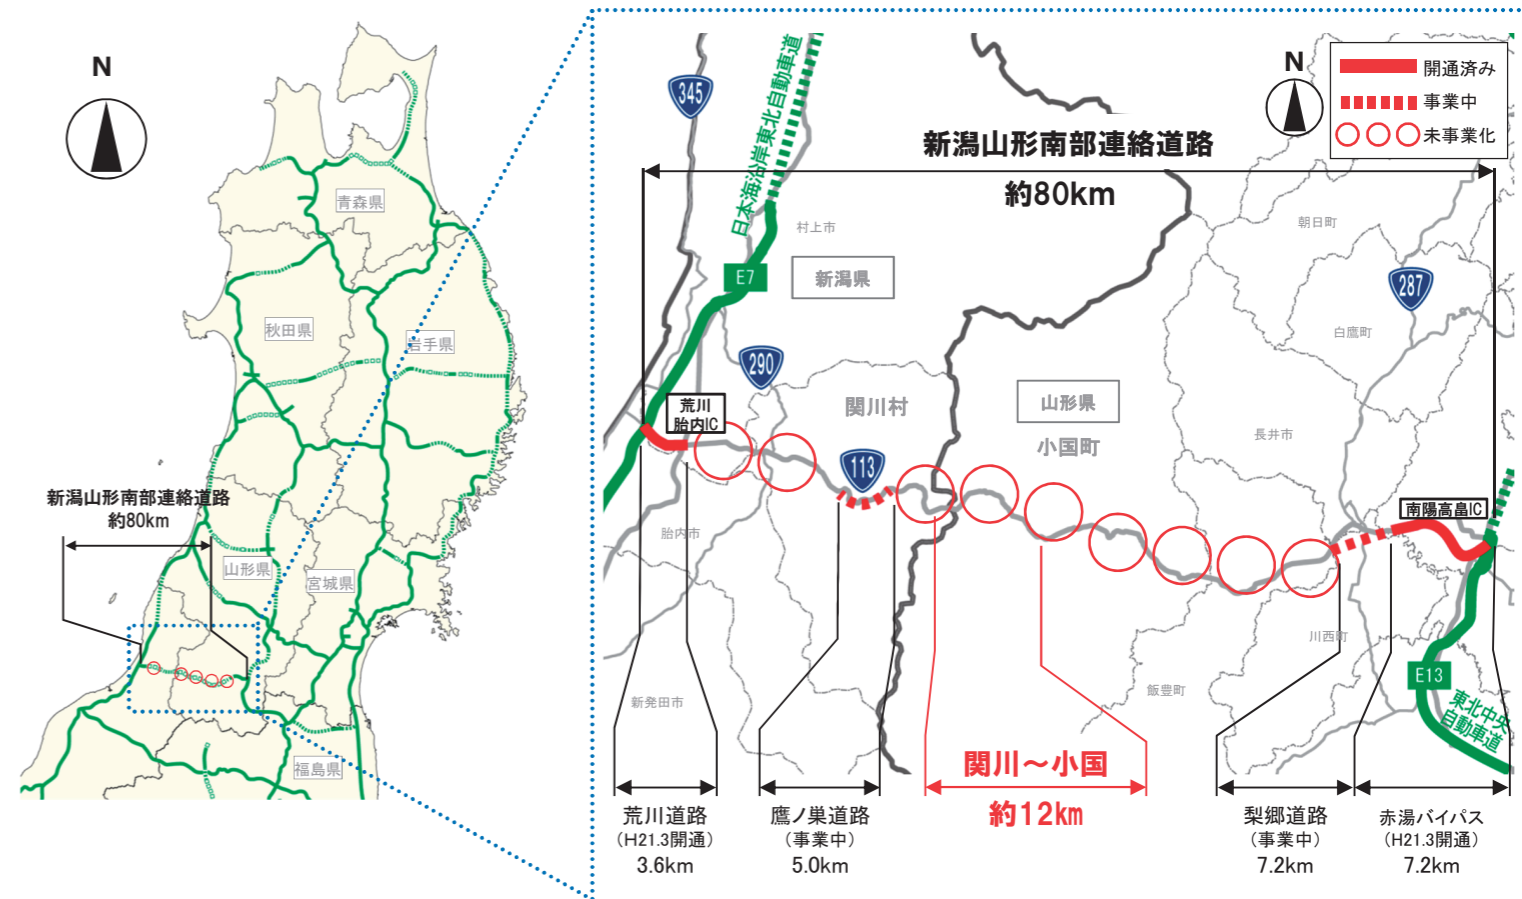 N
青森県
秋田県
岩手県
新潟山形南部連絡道路
約80km
山形県
宮城県
福島県
N
開通済み
事業中
未事業化
345
日本海沿岸東北自動車道
新潟山形南部連絡道路
約80km
村上市
朝日町
E7
新潟県
287
白鷹町
290
荒川
胎内IC
関川村
山形県
小国町
長井市
113
南陽高畠IC
胎内市
川西町
新発田市
飯豊町
E13
東北中央
自動車道
関川～小国
約12km
荒川道路
(H21.3開通)
3.6km
鷹ノ巣道路
(事業中)
5.0km
梨郷道路
(事業中)
7.2km
赤湯バイパス
(H21.3開通)
7.2km